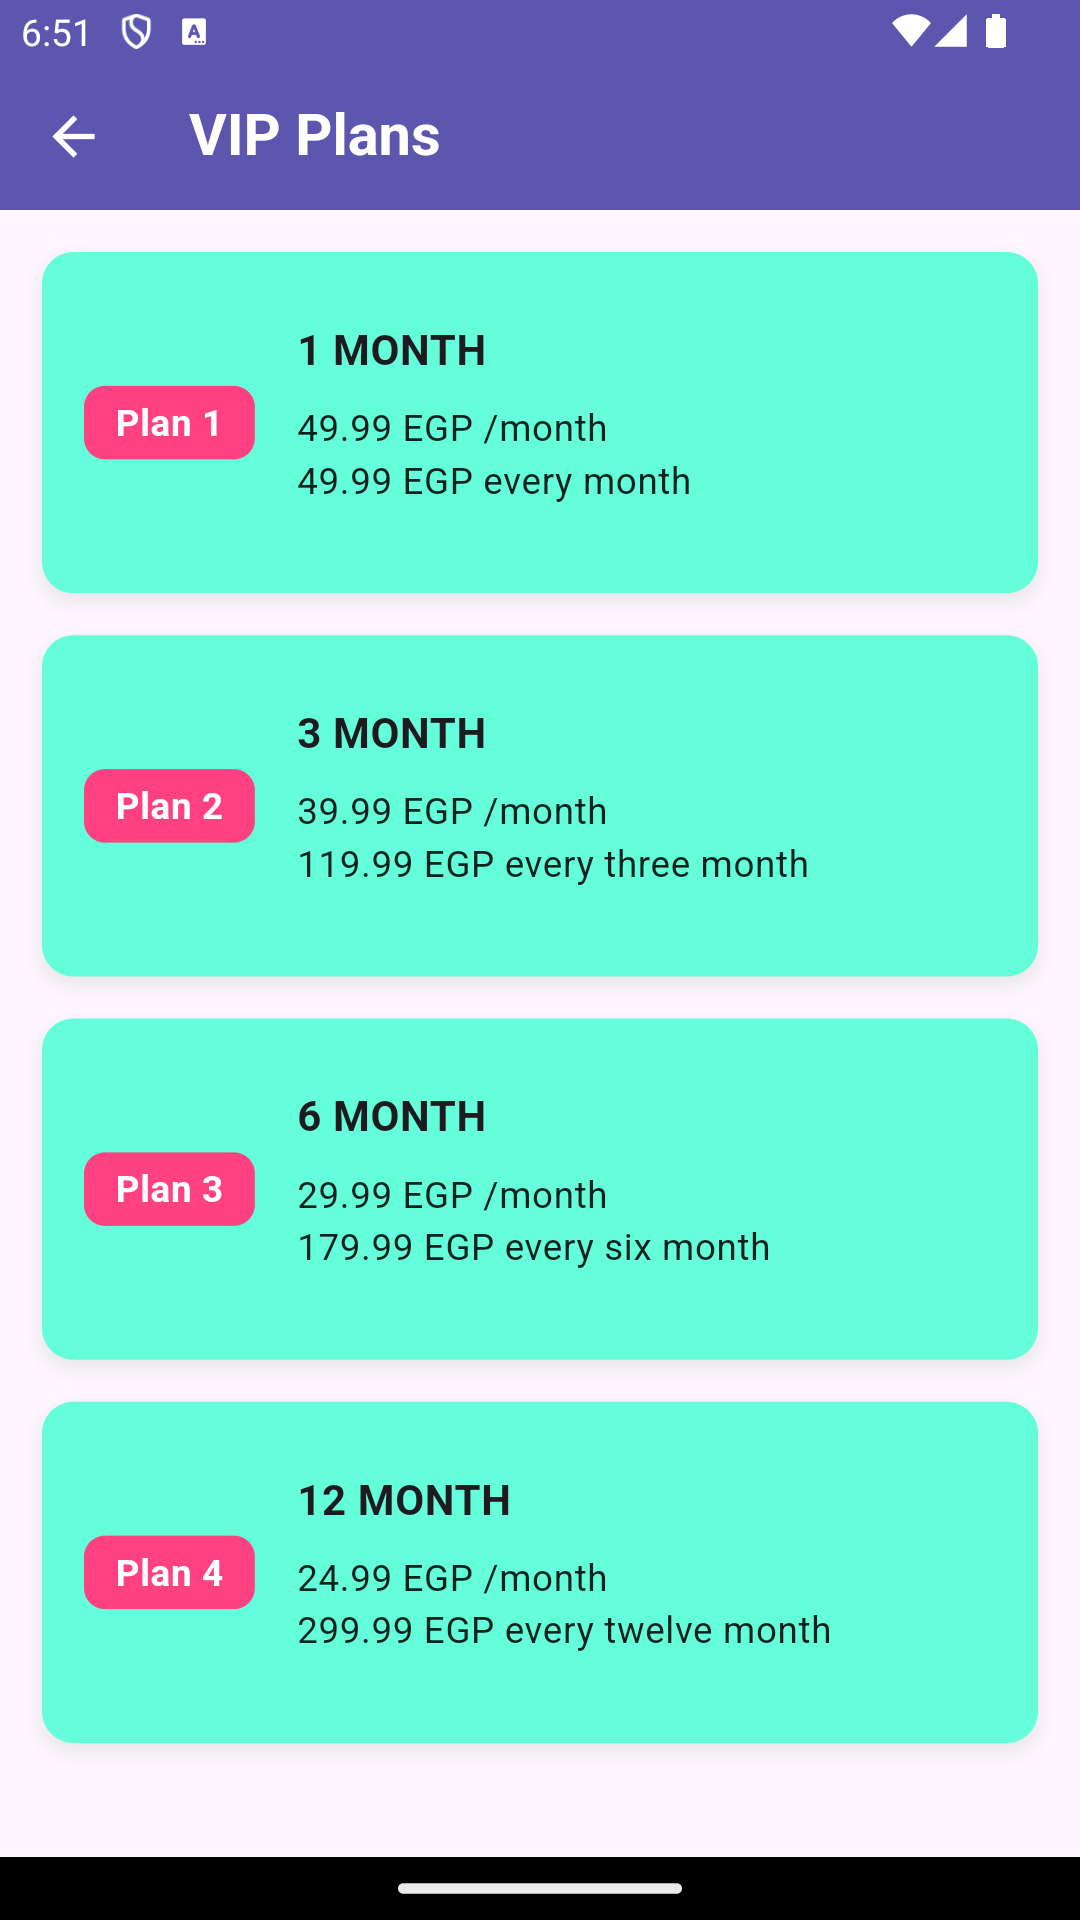 6:51
VIP Plans
1 MONTH
Plan 1
49.99 EGP /month
49.99 EGP every month
3 MONTH
Plan 2
39.99 EGP /month
119.99 EGP every three month
6 MONTH
Plan 3
29.99 EGP /month
179.99 EGP every six month
12 MONTH
Plan 4
24.99 EGP /month
299.99 EGP every twelve month